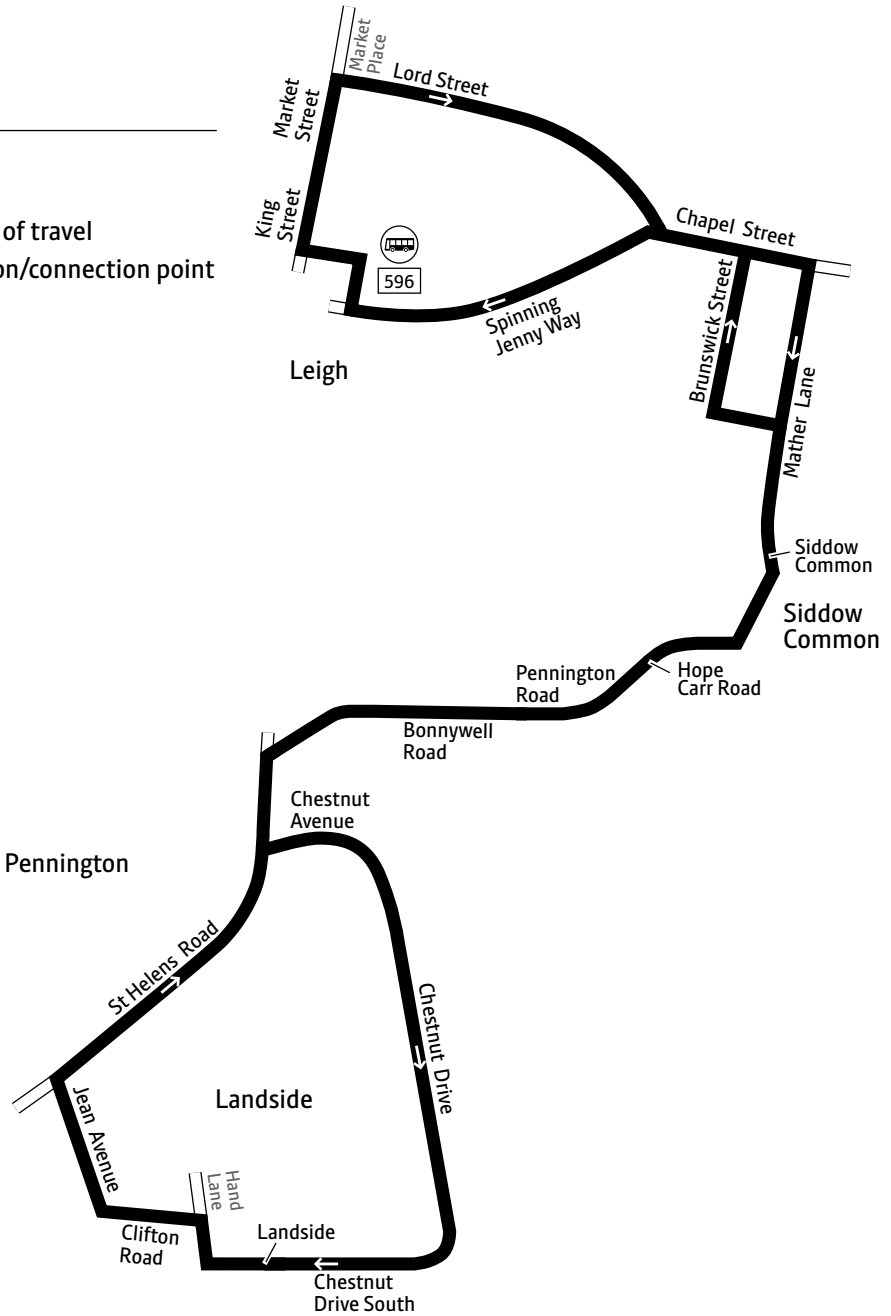 Market
Place
Lord Street
Market
Street
of travel
on/connection point
King
Street
596
Chapel Street
Spinning
Jenny Way
Brunswick Street
Mather Lane
Leigh
Siddow
Common
Siddow
Common
Hope
Carr Road
Pennington
Road
Bonnywell
Road
Chestnut
Avenue
Pennington
St Helens Road
Chestnut Drive
Landside
Jean Avenue
Hand
Lane
Clifton
Road
Landside
Chestnut
Drive South